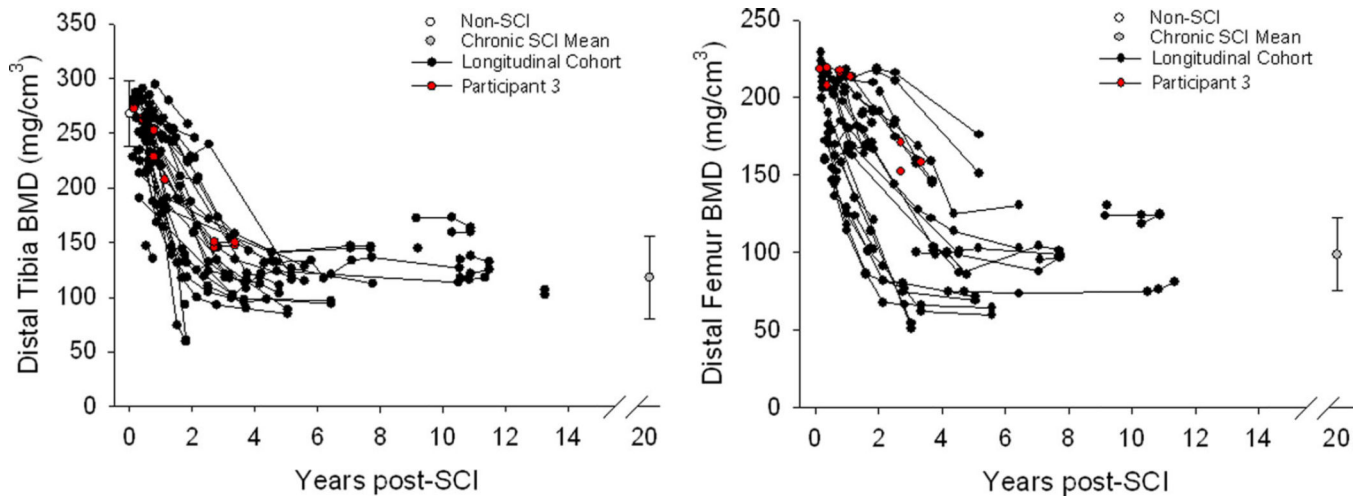 350
300
250
200
150
100
50
0
Distal Tibia BMD (mg/cm³)
Non-SCI
Chronic SCI Mean
Longitudinal Cohort
Participant 3
0 2 4 6 8 10 12 14 20
Years post-SCI
250
200
150
100
50
0
Distal Femur BMD (mg/cm³)
Non-SCI
Chronic SCI Mean
Longitudinal Cohort
Participant 3
0 2 4 6 8 10 12 14 20
Years post-SCI